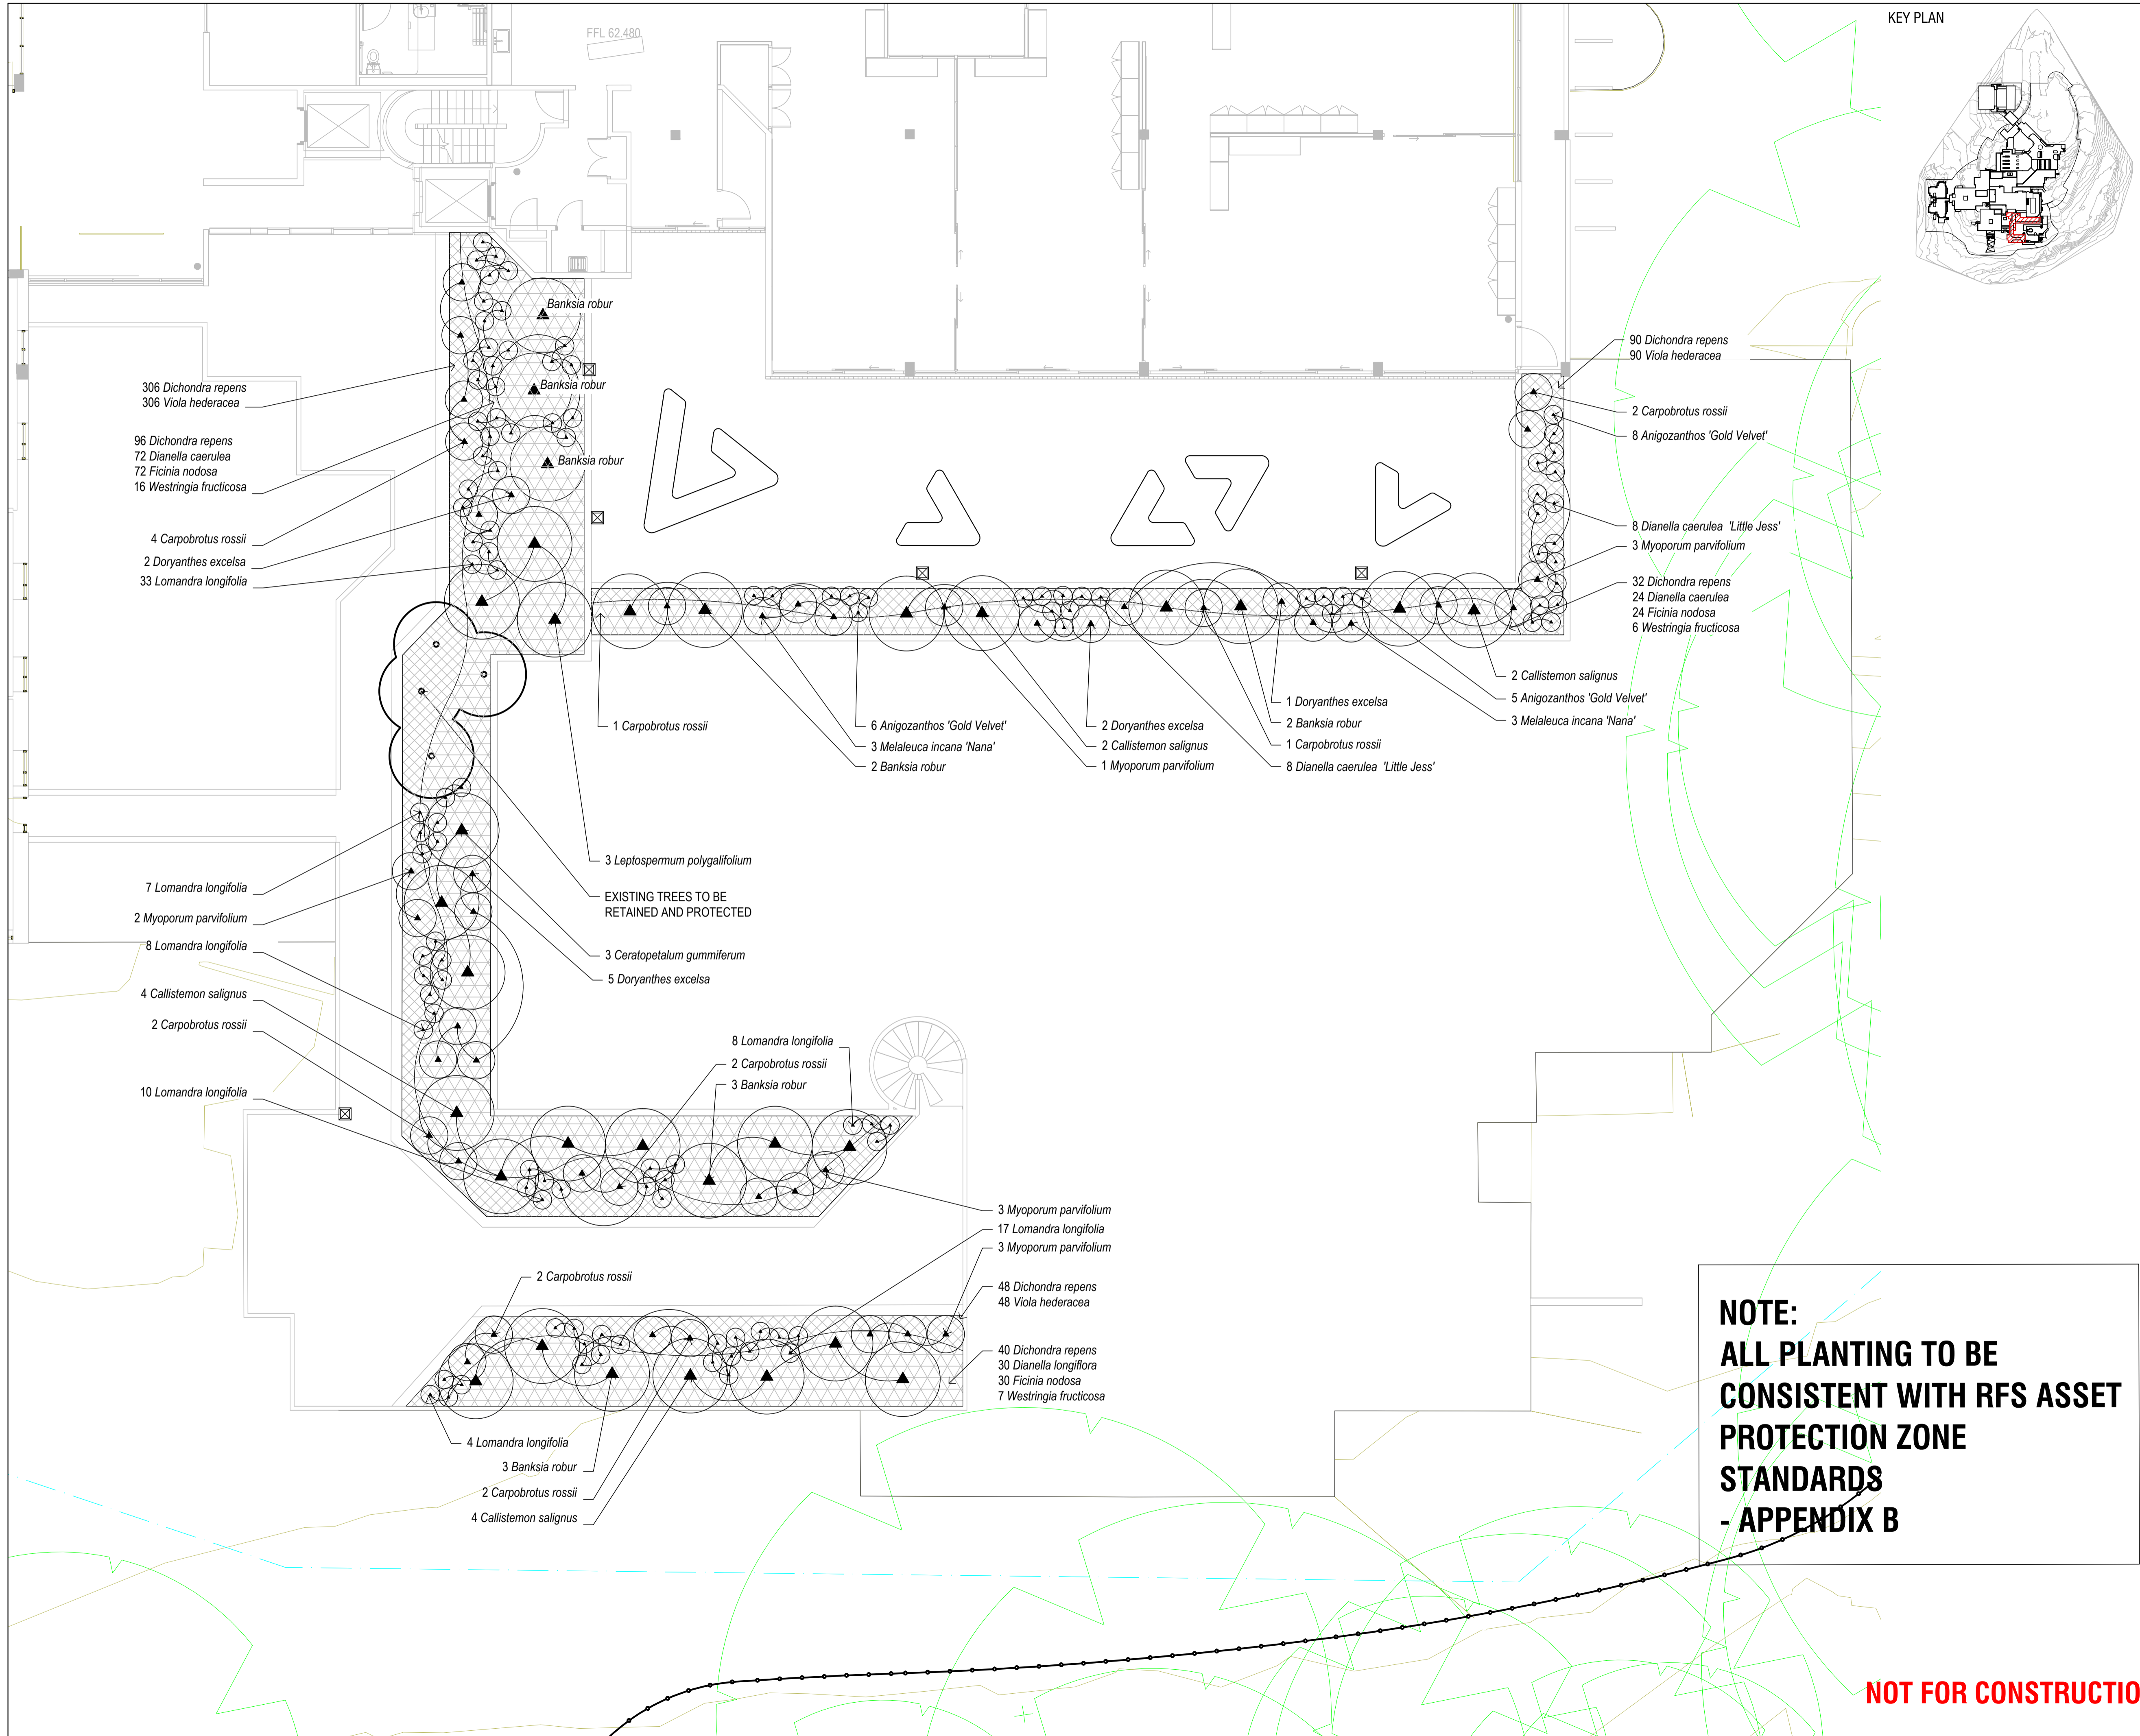 KEY PLAN
FFL 62.480
Banksia robur
Banksia robur
Banksia robur
306 Dichondra repens
306 Viola hederacea
96 Dichondra repens
72 Dianella caerulea
72 Ficinia nodosa
16 Westringia fructicosa
4 Carpobrotus rossii
2 Doryanthes excelsa
33 Lomandra longifolia
90 Dichondra repens
90 Viola hederacea
2 Carpobrotus rossii
8 Anigozanthos 'Gold Velvet'
8 Dianella caerulea 'Little Jess'
3 Myoporum parvifolium
32 Dichondra repens
24 Dianella caerulea
24 Ficinia nodosa
6 Westringia fructicosa
2 Callistemon salignus
5 Anigozanthos 'Gold Velvet'
3 Melaleuca incana 'Nana'
1 Doryanthes excelsa
2 Banksia robur
1 Carpobrotus rossii
8 Dianella caerulea 'Little Jess'
2 Doryanthes excelsa
2 Callistemon salignus
1 Myoporum parvifolium
6 Anigozanthos 'Gold Velvet'
3 Melaleuca incana 'Nana'
2 Banksia robur
1 Carpobrotus rossii
3 Leptospermum polygalifolium
EXISTING TREES TO BE
RETAINED AND PROTECTED
3 Ceratopetalum gummiferum
5 Doryanthes excelsa
7 Lomandra longifolia
2 Myoporum parvifolium
8 Lomandra longifolia
4 Callistemon salignus
2 Carpobrotus rossii
10 Lomandra longifolia
8 Lomandra longifolia
2 Carpobrotus rossii
3 Banksia robur
3 Myoporum parvifolium
17 Lomandra longifolia
3 Myoporum parvifolium
48 Dichondra repens
48 Viola hederacea
40 Dichondra repens
30 Dianella longiflora
30 Ficinia nodosa
7 Westringia fructicosa
2 Carpobrotus rossii
4 Lomandra longifolia
3 Banksia robur
2 Carpobrotus rossii
4 Callistemon salignus
NOTE:
ALL PLANTING TO BE
CONSISTENT WITH RFS ASSET
PROTECTION ZONE
STANDARDS
- APPENDIX B
NOT FOR CONSTRUCTIO